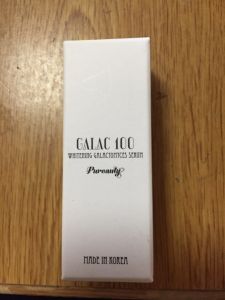 GALAC 100
WHITENING GALACTOMYCES SERUM
Pureauty
MADE IN KOREA